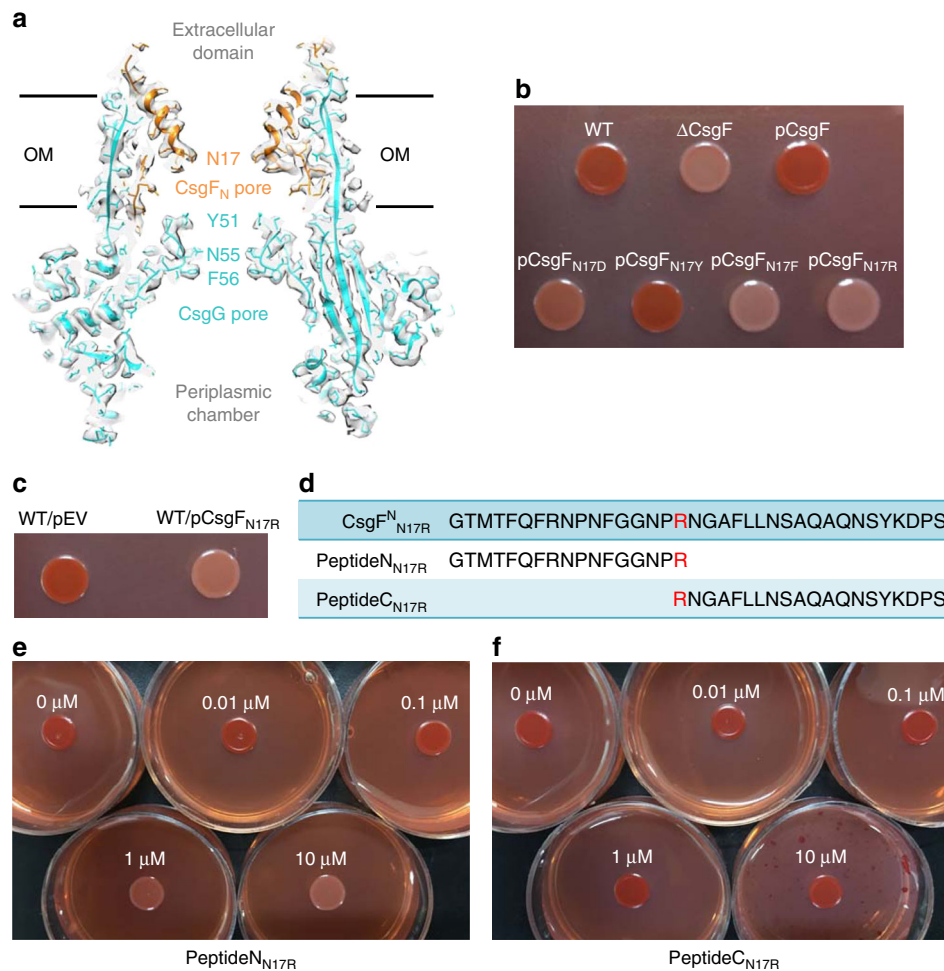 a
Extracellular
domain
OM
OM
N17
CsgF_N pore
Y51
N55
F56
CsgG pore
Periplasmic
chamber
b
WT ΔCsgF pCsgF
pCsgF_N17D pCsgF_N17Y pCsgF_N17F pCsgF_N17R
c
WT/pEV WT/pCsgF_N17R
d
CsgF^N_N17R GTMTFQFRNPNFGGNPRNGAFLLNSAQAQNSYKDPS
PeptideN_N17R GTMTFQFRNPNFGGNPR
PeptideC_N17R RNGAFLLNSAQAQNSYKDPS
e
0 μM 0.01 μM 0.1 μM
1 μM 10 μM
PeptideN_N17R
f
0 μM 0.01 μM 0.1 μM
1 μM 10 μM
PeptideC_N17R